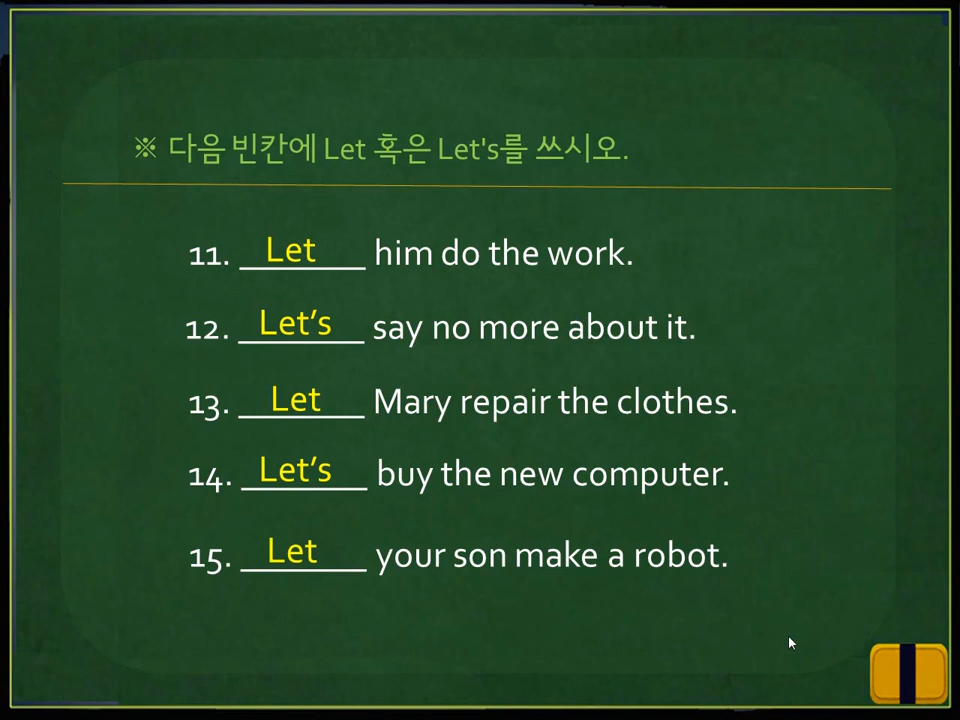 ※ 다음 빈칸에 Let 혹은 Let's를 쓰시오.
11. Let him do the work.
12. Let’s say no more about it.
13. Let Mary repair the clothes.
14. Let’s buy the new computer.
15. Let your son make a robot.